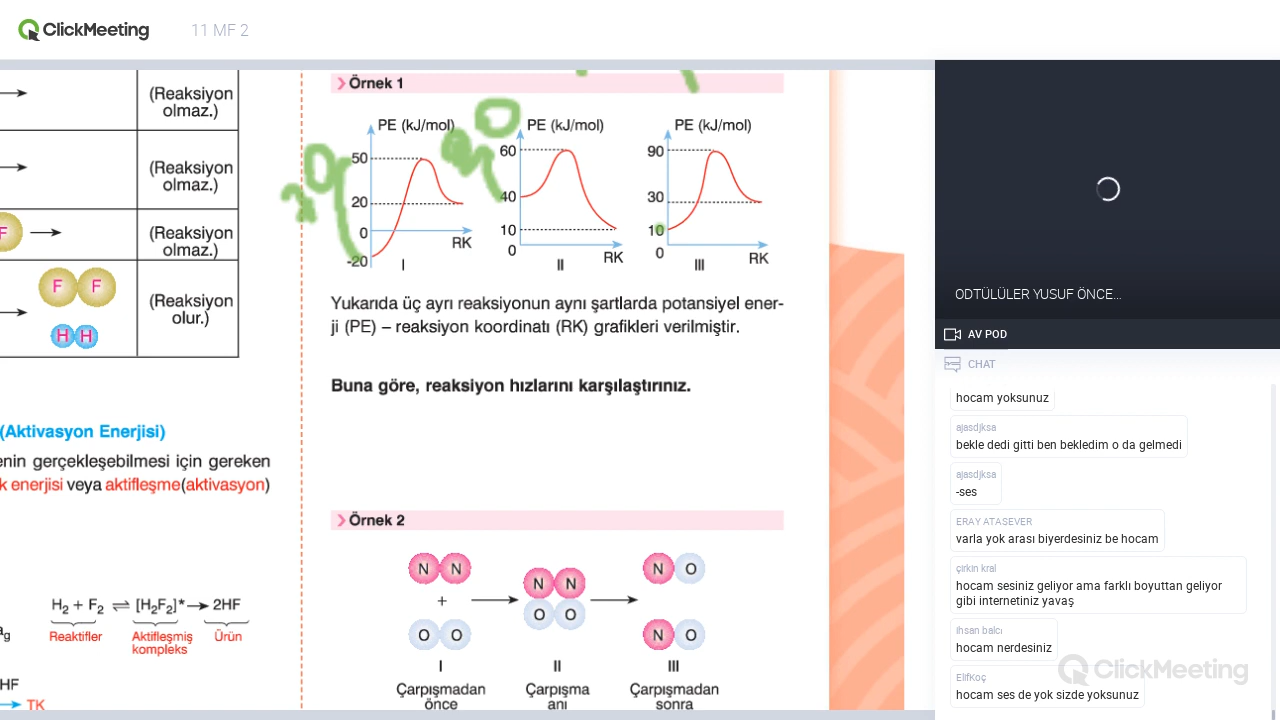 ClickMeeting
11 MF 2
(Reaksiyon
olmaz.)
(Reaksiyon
olmaz.)
F
(Reaksiyon
olmaz.)
F F
H H
(Reaksiyon
olur.)
(Aktivasyon Enerjisi)
enin gerçekleşebilmesi için gereken
k enerjisi veya aktifleşme(aktivasyon)
H2 + F2 ⇌ [H2F2]* → 2HF
Reaktifler
Aktifleşmiş
kompleks
Ürün
HF
TK
Örnek 1
PE (kJ/mol)
50
20
0
-20
RK
I
PE (kJ/mol)
60
40
10
0
RK
II
PE (kJ/mol)
90
30
10
0
RK
III
Yukarıda üç ayrı reaksiyonun aynı şartlarda potansiyel ener-
ji (PE) – reaksiyon koordinatı (RK) grafikleri verilmiştir.
Buna göre, reaksiyon hızlarını karşılaştırınız.
Örnek 2
N N
+
O O
I
Çarpışmadan
önce
N N
O O
II
Çarpışma
anı
N O
N O
III
Çarpışmadan
sonra
ODTÜLÜLER YUSUF ÖNCE...
AV POD
CHAT
hocam yoksunuz
ajasdjksa
bekle dedi gitti ben bekledim o da gelmedi
ajasdjksa
-ses
ERAY ATASEVER
varla yok arası biyerdesiniz be hocam
çirkin kral
hocam sesiniz geliyor ama farklı boyuttan geliyor
gibi internetiniz yavaş
ihsan balcı
hocam nerdesiniz
ElifKoç
hocam ses de yok sizde yoksunuz
ClickMeeting